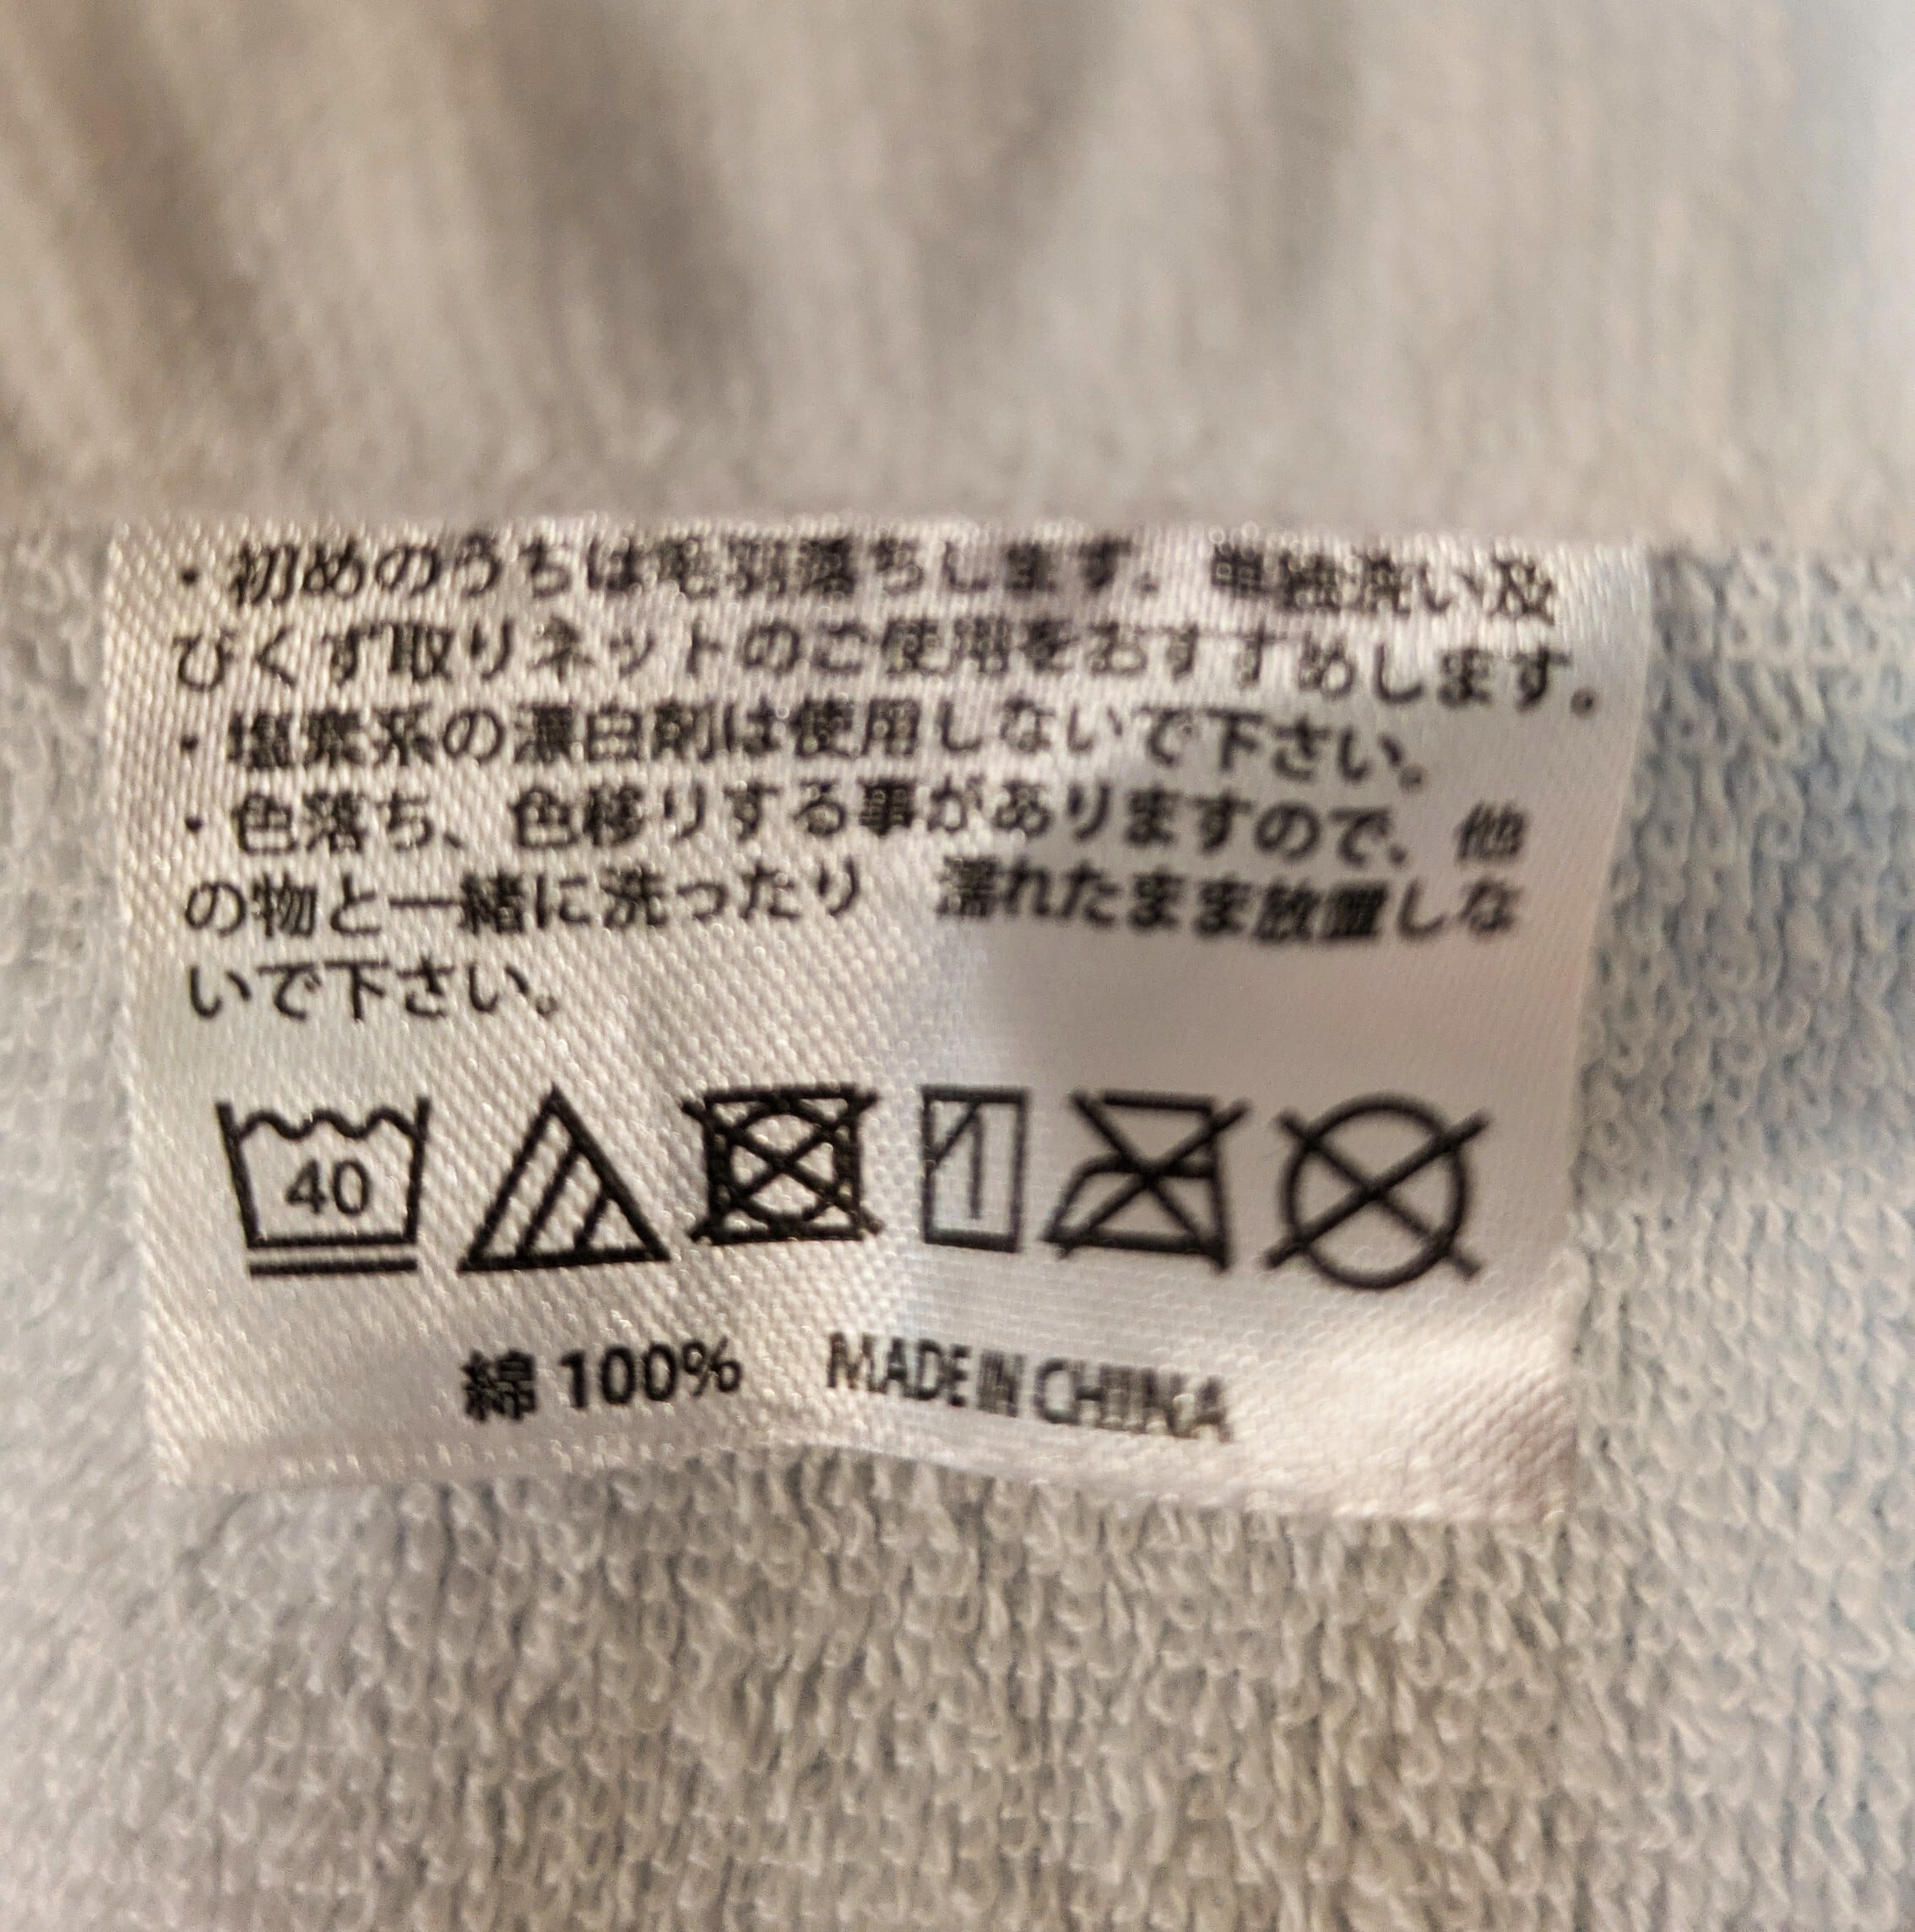 ・初めのうちは毛羽落ちします。単独洗い及
びくず取りネットのご使用をおすすめします。
・塩素系の漂白剤は使用しないで下さい。
・色落ち、色移りする事がありますので、他
の物と一緒に洗ったり 濡れたまま放置しな
いで下さい。
40
綿 100% MADE IN CHINA